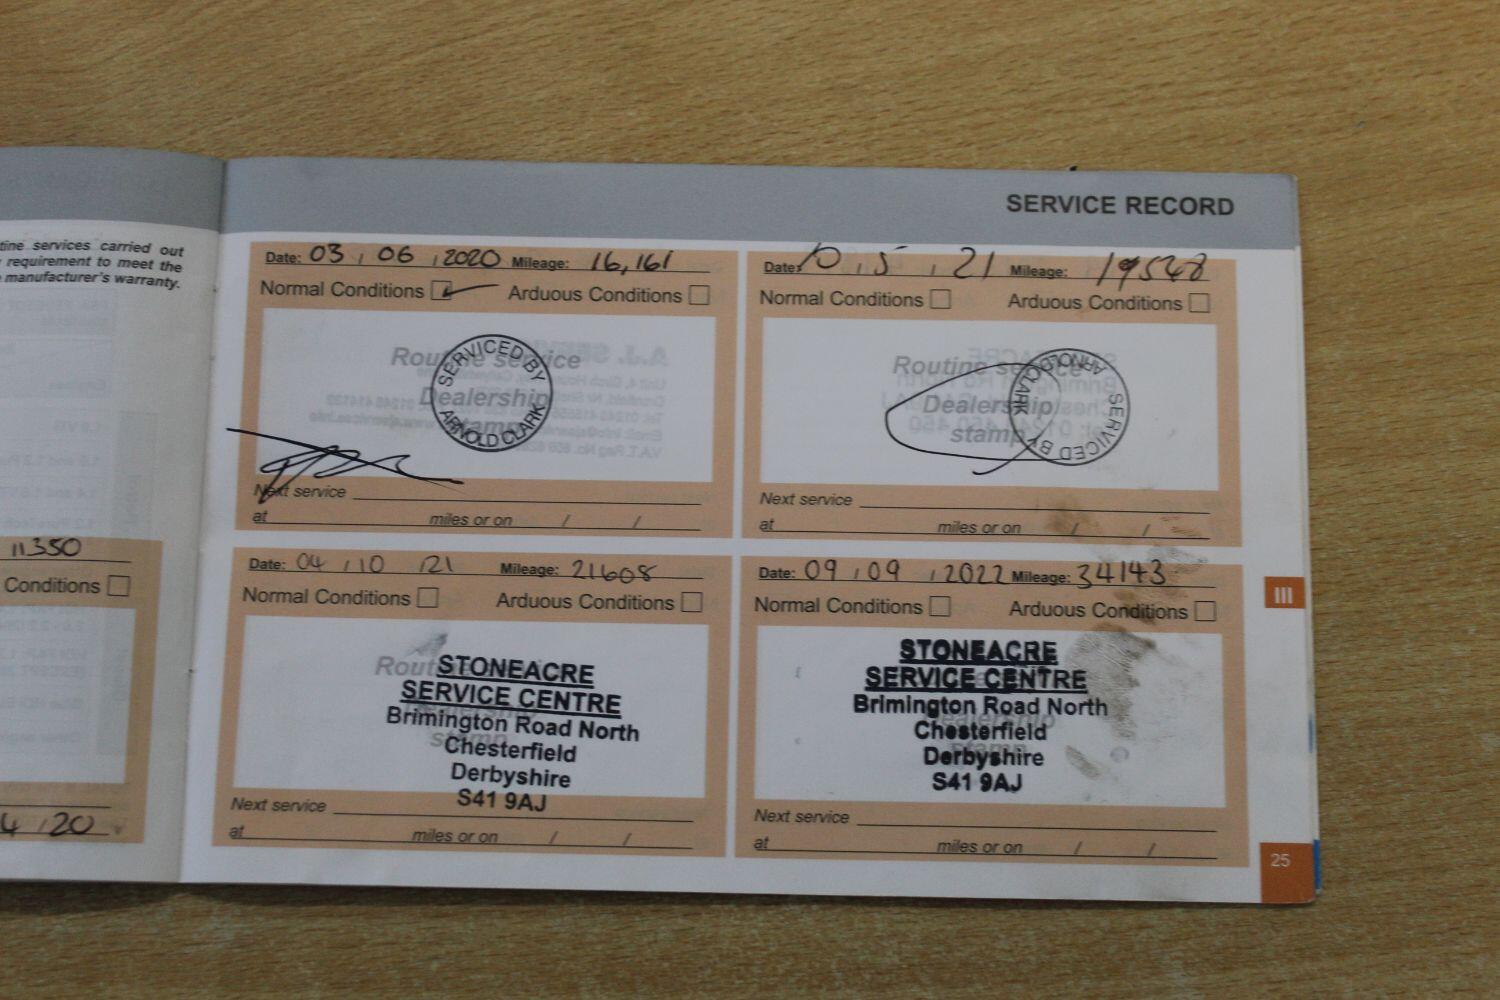 SERVICE RECORD
tine services carried out
requirement to meet the
manufacturer's warranty.
11350
Conditions
4 / 20
Date: 03 / 06 / 2020 Mileage: 16,161
Normal Conditions Arduous Conditions
Routine service
Dealership
stamp
SERVICED BY
ARNOLD CLARK
Next service
at miles or on / /
Date: 10 / 5 / 21 Mileage:
Normal Conditions Arduous Conditions
Routine service
Dealership
stamp
SERVICED BY
ARNOLD CLARK
Next service
at miles or on / /
Date: 04 / 10 / 21 Mileage: 21608
Normal Conditions Arduous Conditions
STONEACRE
SERVICE CENTRE
Brimington Road North
Chesterfield
Derbyshire
S41 9AJ
Next service
at miles or on / /
Date: 09 / 09 / 2022 Mileage: 34143
Normal Conditions Arduous Conditions
STONEACRE
SERVICE CENTRE
Brimington Road North
Chesterfield
Derbyshire
S41 9AJ
Next service
at miles or on / /
III
25